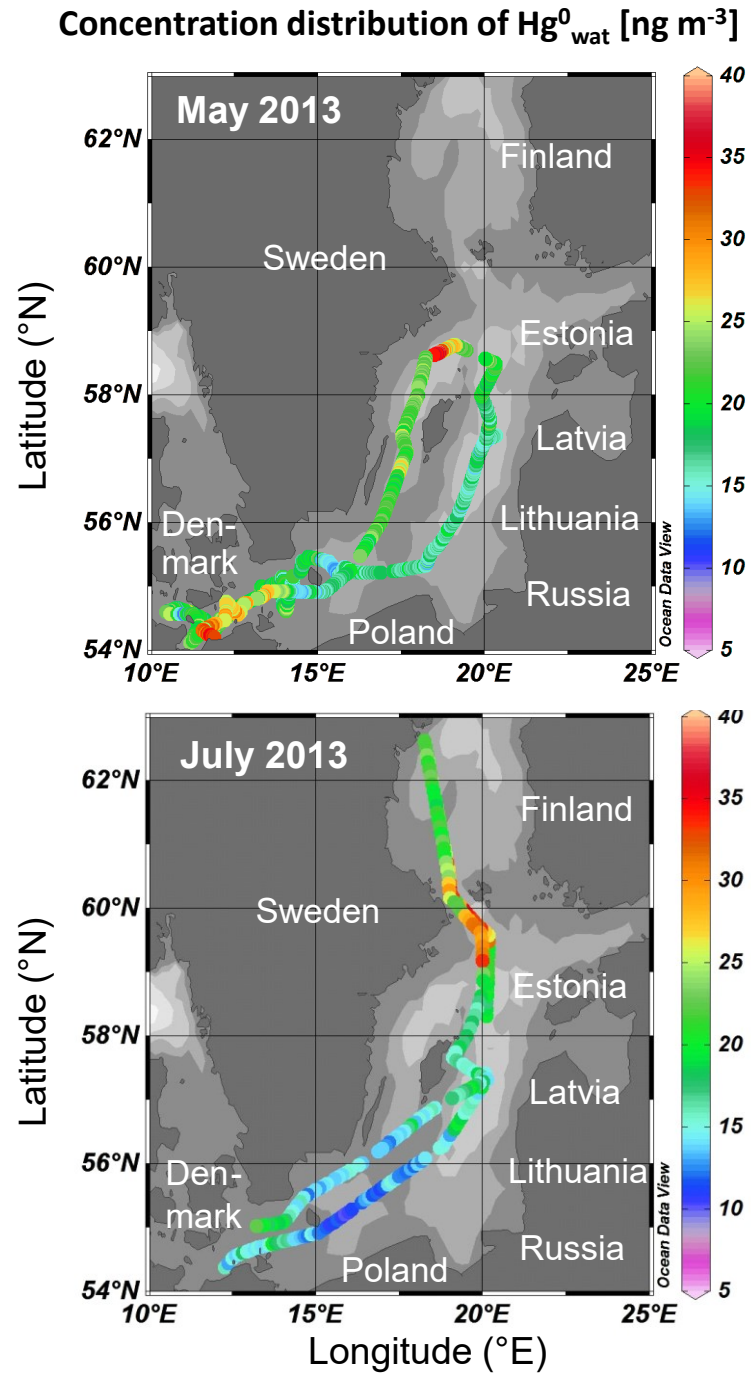 Concentration distribution of Hg⁰wat [ng m⁻³]
May 2013
Finland
Sweden
Estonia
Latvia
Lithuania
Den-
mark
Russia
Poland
62°N
60°N
58°N
56°N
54°N
Latitude (°N)
10°E 15°E 20°E 25°E
40
35
30
25
20
15
10
5
Ocean Data View
July 2013
Finland
Sweden
Estonia
Latvia
Lithuania
Den-
mark
Russia
Poland
62°N
60°N
58°N
56°N
54°N
Latitude (°N)
10°E 15°E 20°E 25°E
Longitude (°E)
40
35
30
25
20
15
10
5
Ocean Data View